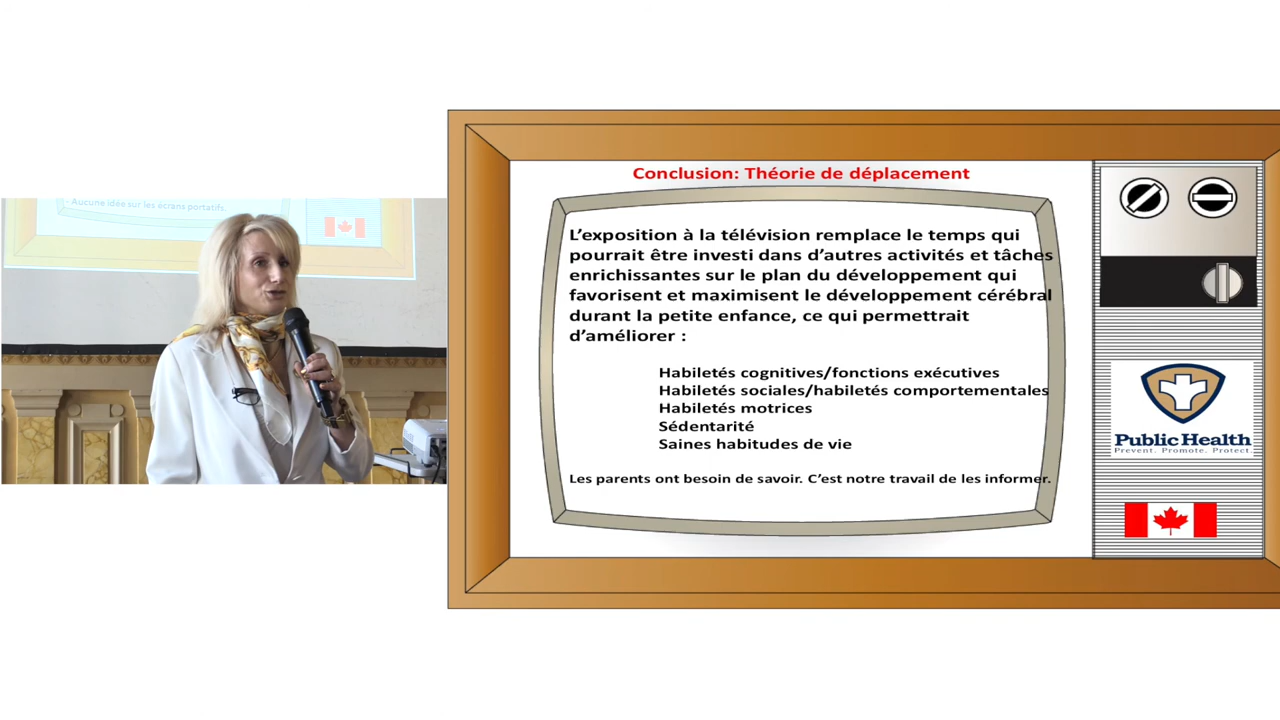 - Aucune idée sur les écrans portatifs.
Conclusion: Théorie de déplacement
L'exposition à la télévision remplace le temps qui
pourrait être investi dans d'autres activités et tâches
enrichissantes sur le plan du développement qui
favorisent et maximisent le développement cérébral
durant la petite enfance, ce qui permettrait
d'améliorer :
Habiletés cognitives/fonctions exécutives
Habiletés sociales/habiletés comportementales
Habiletés motrices
Sédentarité
Saines habitudes de vie
Les parents ont besoin de savoir. C'est notre travail de les informer.
Public Health
Prevent. Promote. Protect.